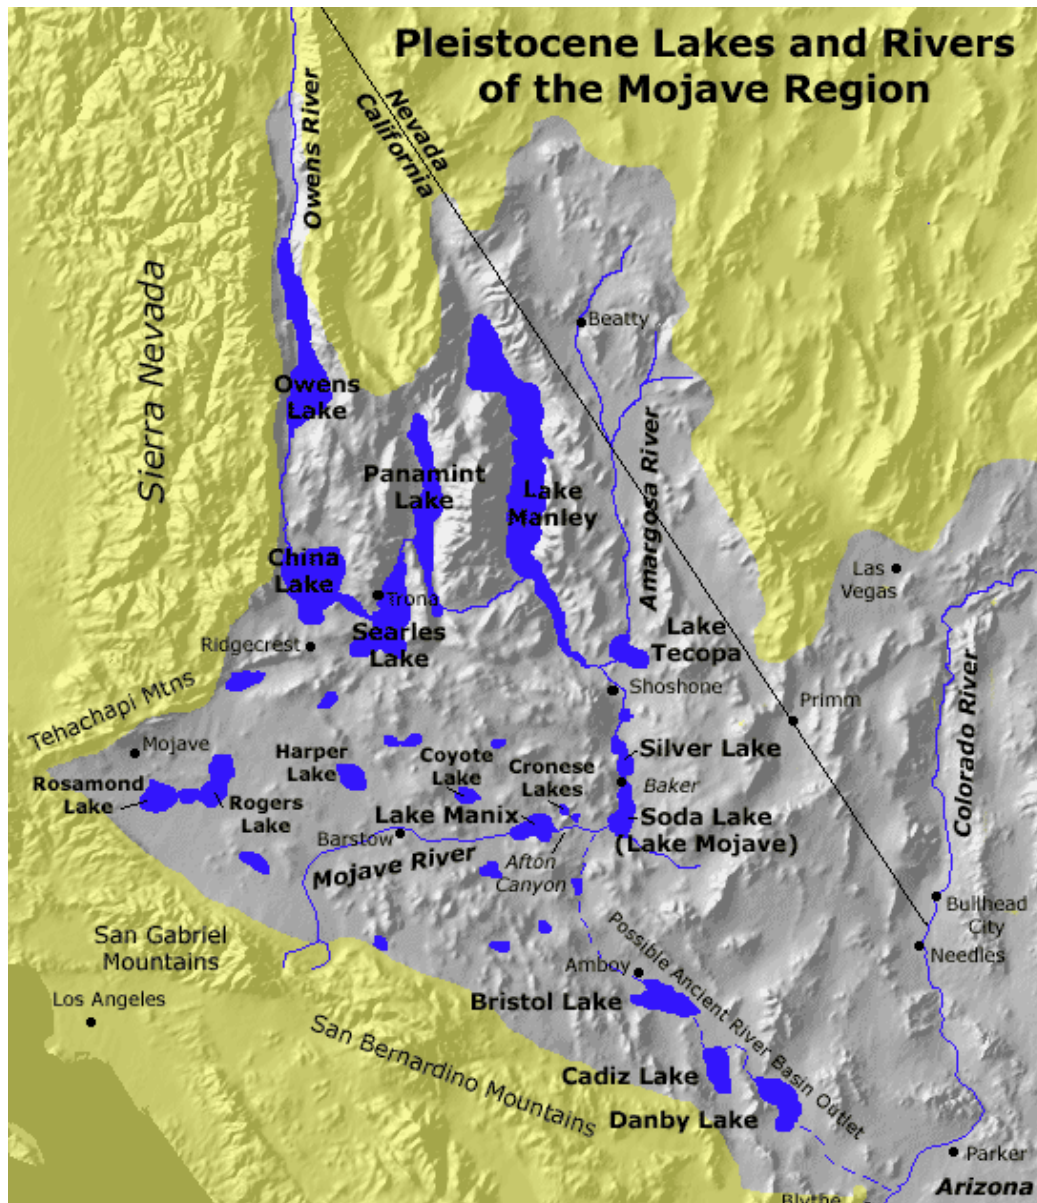 Pleistocene Lakes and Rivers
of the Mojave Region
Nevada
California
Owens River
Sierra Nevada
Beatty
Owens
Lake
Panamint
Lake
Lake
Manley
Amargosa River
China
Lake
Trona
Las
Vegas
Searles
Lake
Ridgecrest
Lake
Tecopa
Shoshone
Colorado River
Tehachapi Mtns
Primm
Mojave
Silver Lake
Harper
Lake
Coyote
Lake
Cronese
Lakes
Baker
Rosamond
Lake
Rogers
Lake
Lake Manix
Soda Lake
(Lake Mojave)
Barstow
Mojave River
Afton
Canyon
Bullhead
City
Needles
San Gabriel
Mountains
Possible Ancient River Basin Outlet
Amboy
Los Angeles
Bristol Lake
San Bernardino Mountains
Cadiz Lake
Danby Lake
Parker
Arizona
Blythe